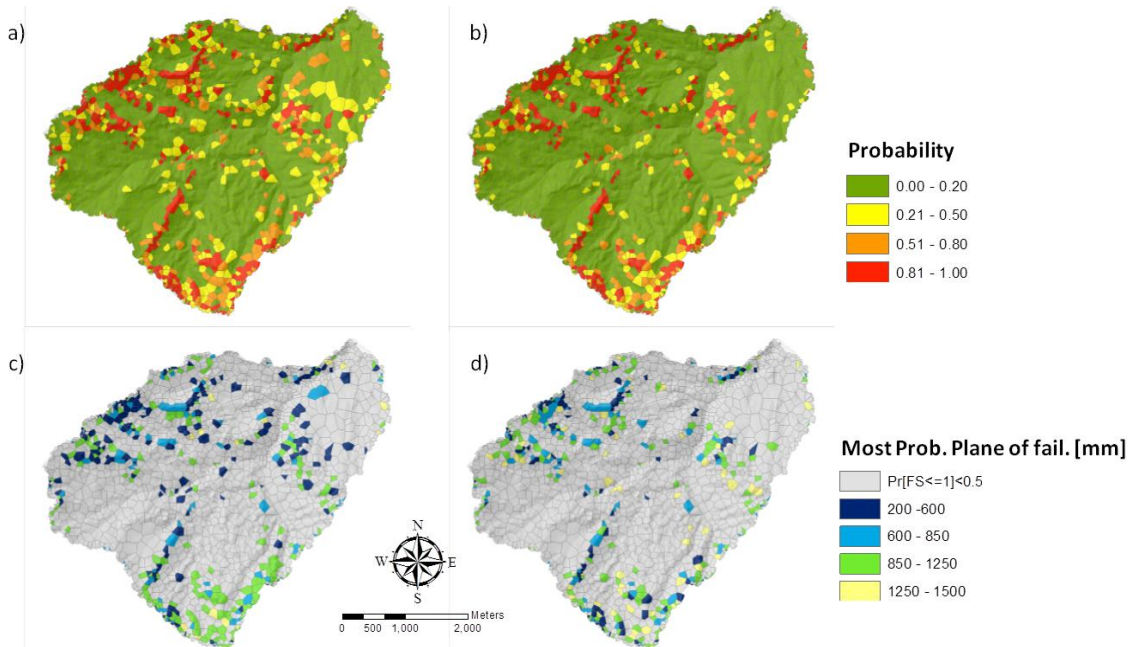 a)
b)
Probability
0.00 - 0.20
0.21 - 0.50
0.51 - 0.80
0.81 - 1.00
c)
d)
Most Prob. Plane of fail. [mm]
Pr[FS<=1]<0.5
200 -600
600 - 850
850 - 1250
1250 - 1500
N
W E
S
Meters
0 500 1,000 2,000